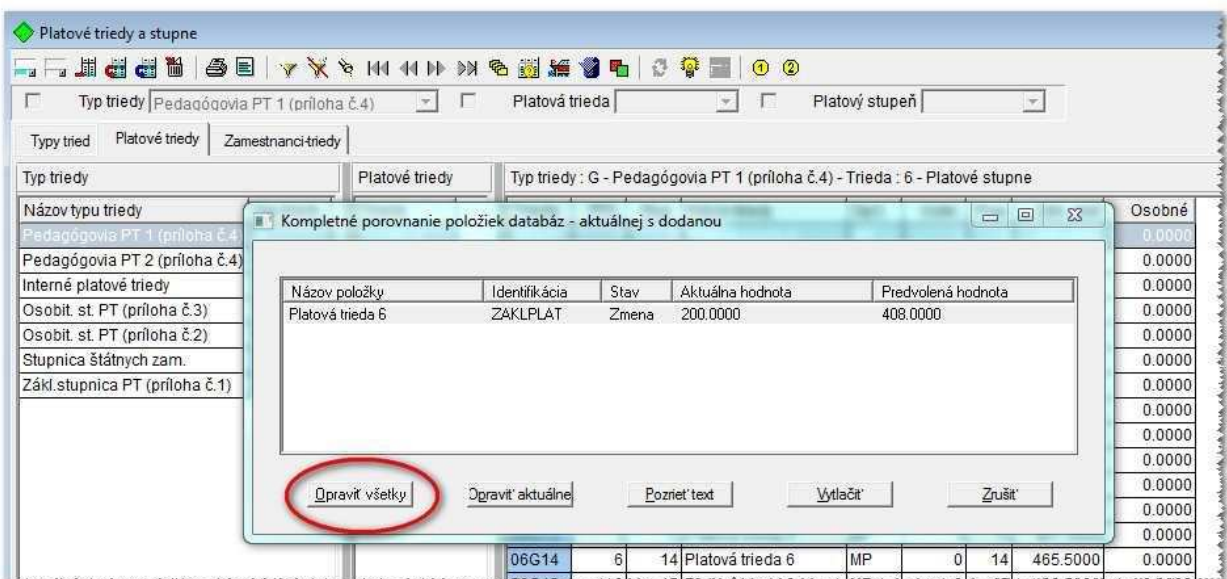 Platové triedy a stupne
1 2
Typ triedy Pedagógovia PT 1 (príloha č.4) Platová trieda Platový stupeň
Typy tried Platové triedy Zamestnanci-triedy
Typ triedy Platové triedy Typ triedy : G - Pedagógovia PT 1 (príloha č.4) - Trieda : 6 - Platové stupne
Názov typu triedy Osobné
Pedagógovia PT 1 (príloha č.4 0.0000
Pedagógovia PT 2 (príloha č.4) 0.0000
Interné platové triedy 0.0000
Osobit. st. PT (príloha č.3) 0.0000
Osobit. st. PT (príloha č.2) 0.0000
Stupnica štátnych zam. 0.0000
Zákl.stupnica PT (príloha č.1) 0.0000
0.0000
0.0000
0.0000
0.0000
0.0000
0.0000
Kompletné porovnanie položiek databáz - aktuálnej s dodanou
Názov položky Identifikácia Stav Aktuálna hodnota Predvolená hodnota
Platová trieda 6 ZAKLPLAT Zmena 200.0000 408.0000
Opraviť všetky Opraviť aktuálne Pozrieť text Vytlačiť Zrušiť
06G14 6 14 Platová trieda 6 MP 0 14 465.5000 0.0000